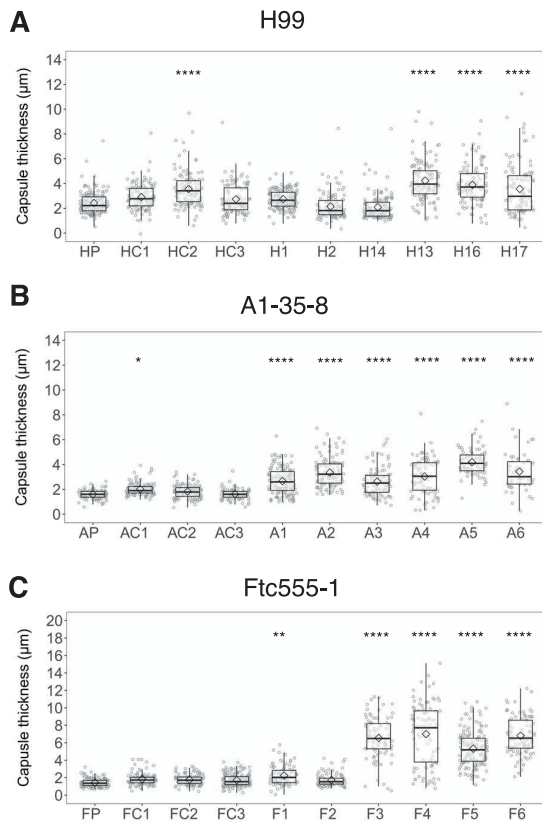 A
H99
Capsule thickness (µm)
14
12
10
8
6
4
2
0
**** **** **** ****
HP HC1 HC2 HC3 H1 H2 H14 H13 H16 H17
B
A1-35-8
Capsule thickness (µm)
14
12
10
8
6
4
2
0
* **** **** **** **** **** ****
AP AC1 AC2 AC3 A1 A2 A3 A4 A5 A6
C
Ftc555-1
Capusle thickness (µm)
20
18
16
14
12
10
8
6
4
2
0
** **** **** **** ****
FP FC1 FC2 FC3 F1 F2 F3 F4 F5 F6